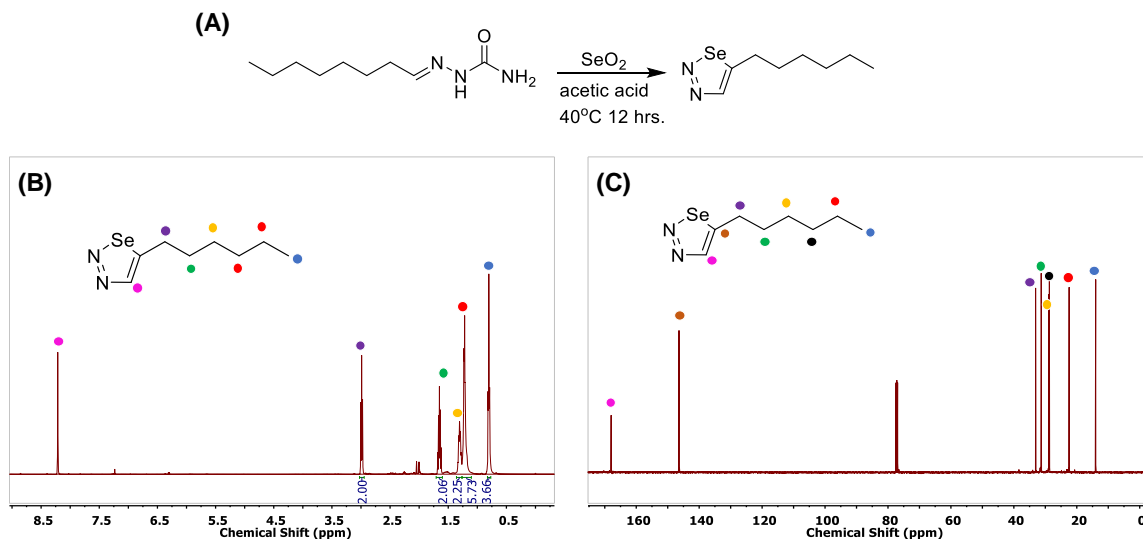 (A)
O
N
N
H
NH2
SeO2
acetic acid
40°C 12 hrs.
Se
N
N
(B)
Se
N
N
2.00
2.06
2.25
5.73
3.66
8.5 7.5 6.5 5.5 4.5 3.5 2.5 1.5 0.5
Chemical Shift (ppm)
(C)
Se
N
N
160 140 120 100 80 60 40 20 0
Chemical Shift (ppm)